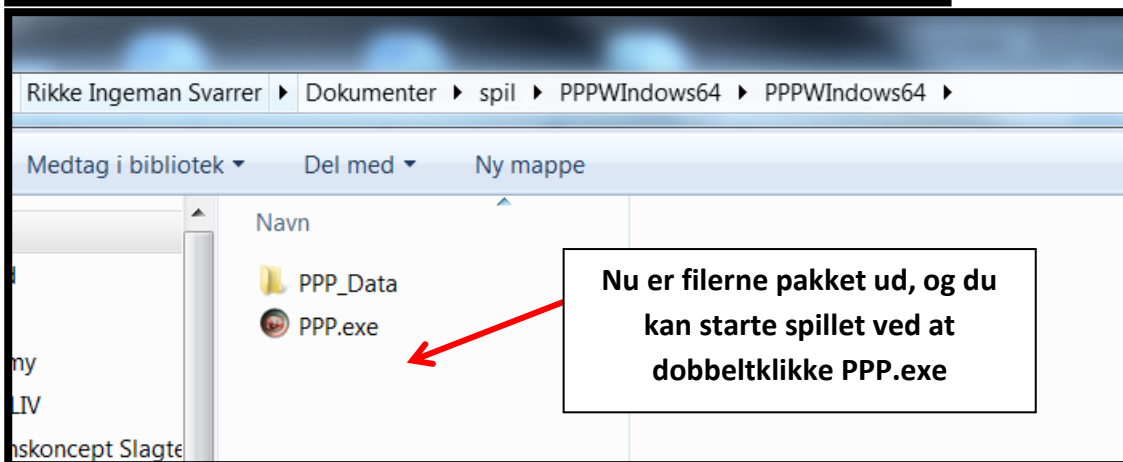 Rikke Ingeman Svarrer ▸ Dokumenter ▸ spil ▸ PPPWIndows64 ▸ PPPWIndows64 ▸
Medtag i bibliotek ▾ Del med ▾ Ny mappe
Navn
PPP_Data
PPP.exe
my
LIV
nskoncept Slagte
Nu er filerne pakket ud, og du
kan starte spillet ved at
dobbeltklikke PPP.exe